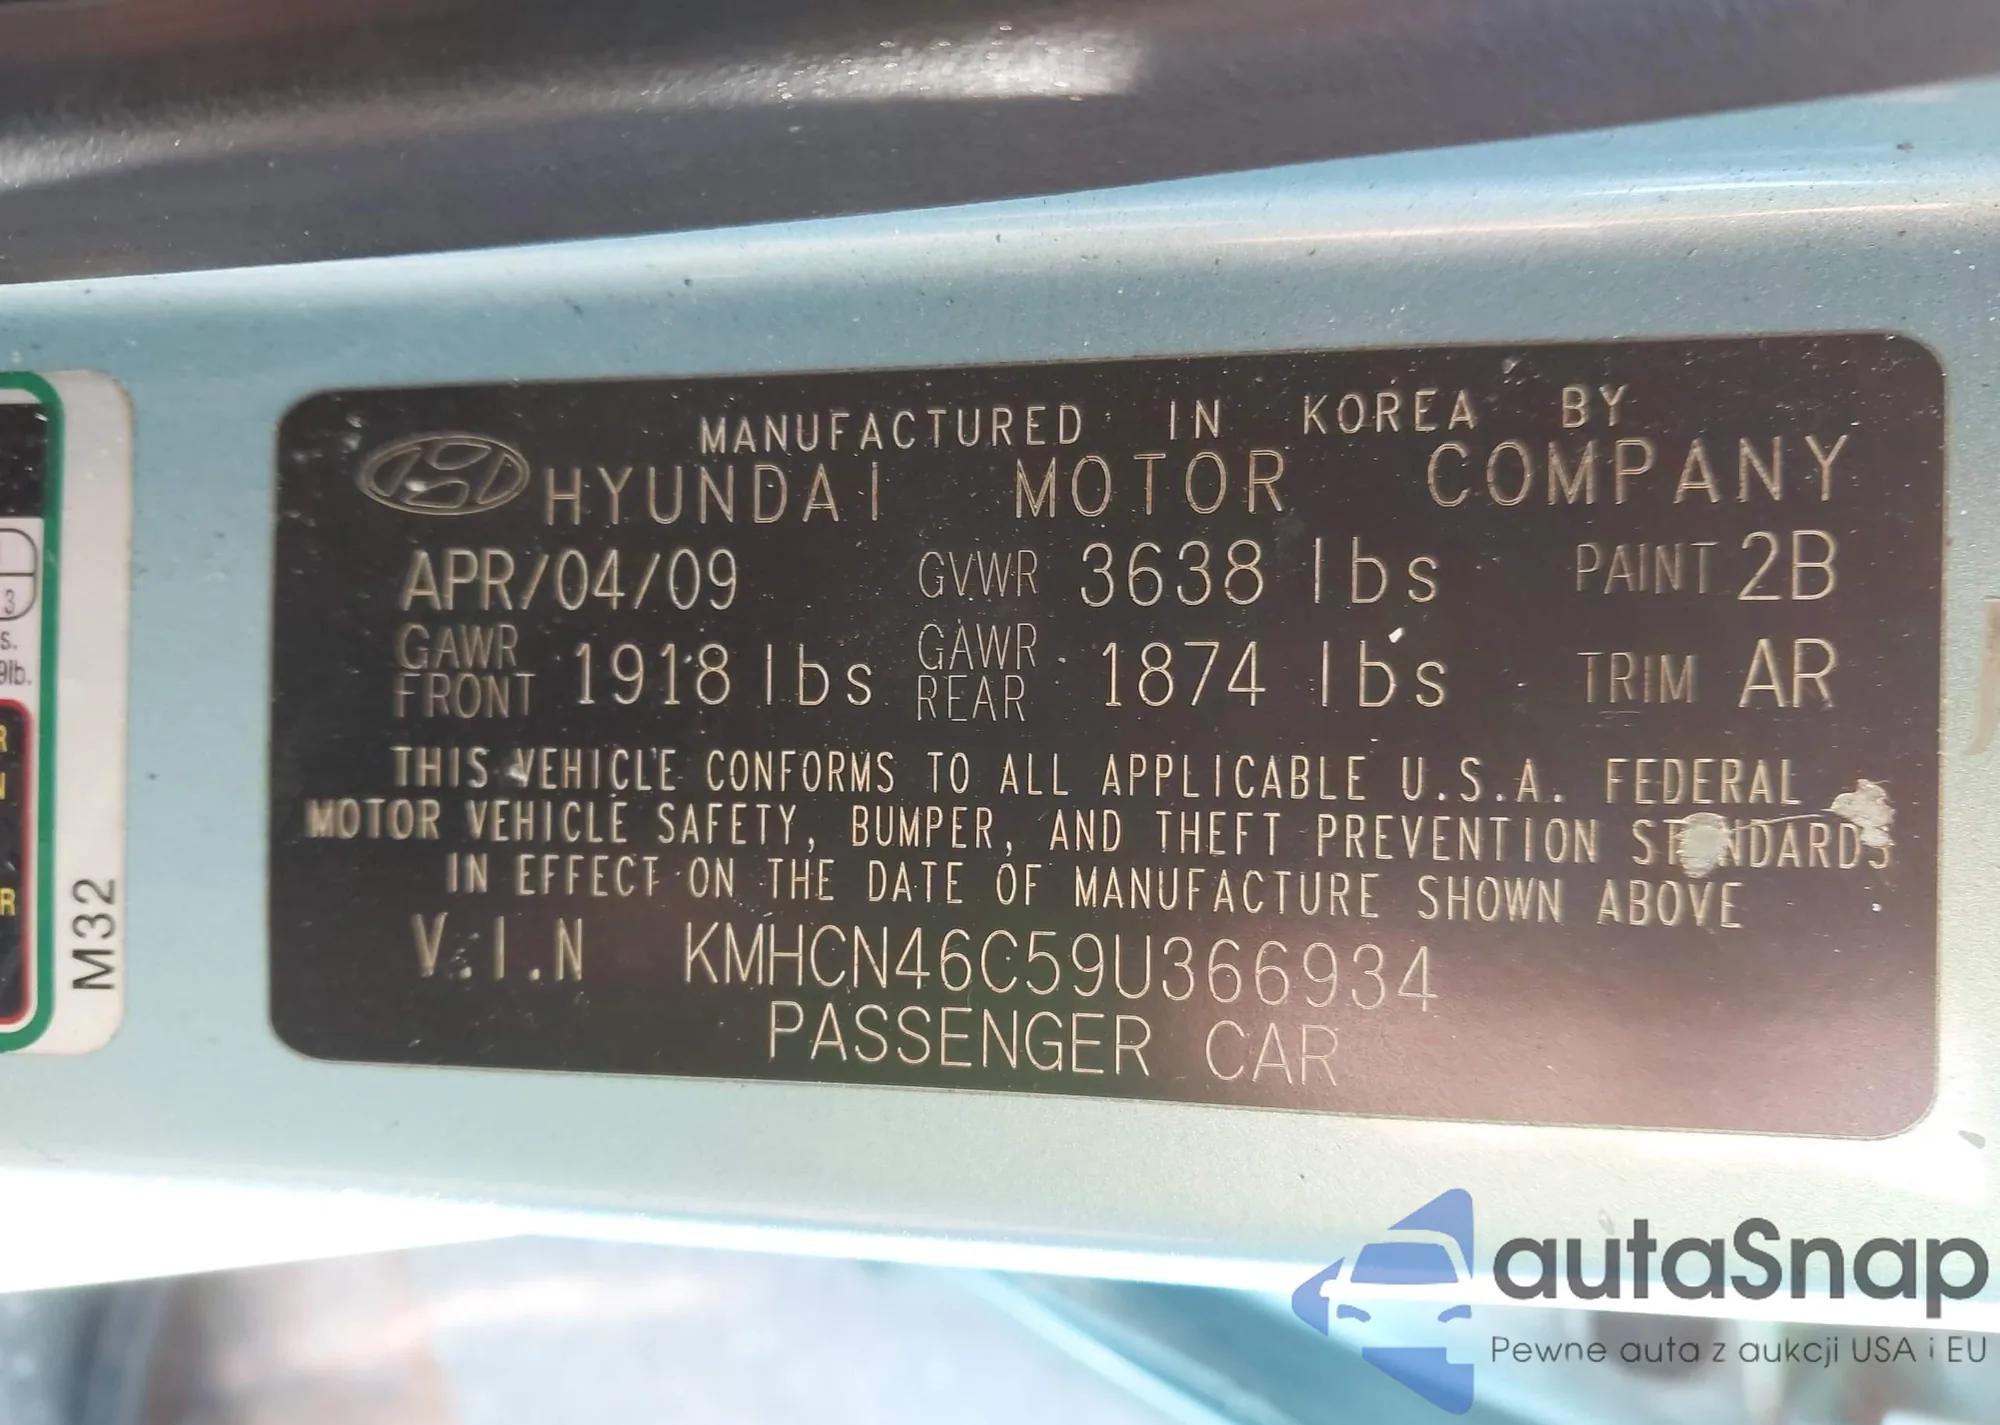 MANUFACTURED IN KOREA BY
HYUNDAI MOTOR COMPANY
APR/04/09 GVWR 3638 lbs PAINT 2B
GAWR FRONT 1918 lbs GAWR REAR 1874 lbs TRIM AR
THIS VEHICLE CONFORMS TO ALL APPLICABLE U.S.A. FEDERAL
MOTOR VEHICLE SAFETY, BUMPER, AND THEFT PREVENTION STANDARDS
IN EFFECT ON THE DATE OF MANUFACTURE SHOWN ABOVE
V.I.N KMHCN46C59U366934
PASSENGER CAR
M32
3
s.
9lb.
R
N
R
autaSnap
Pewne auta z aukcji USA i EU